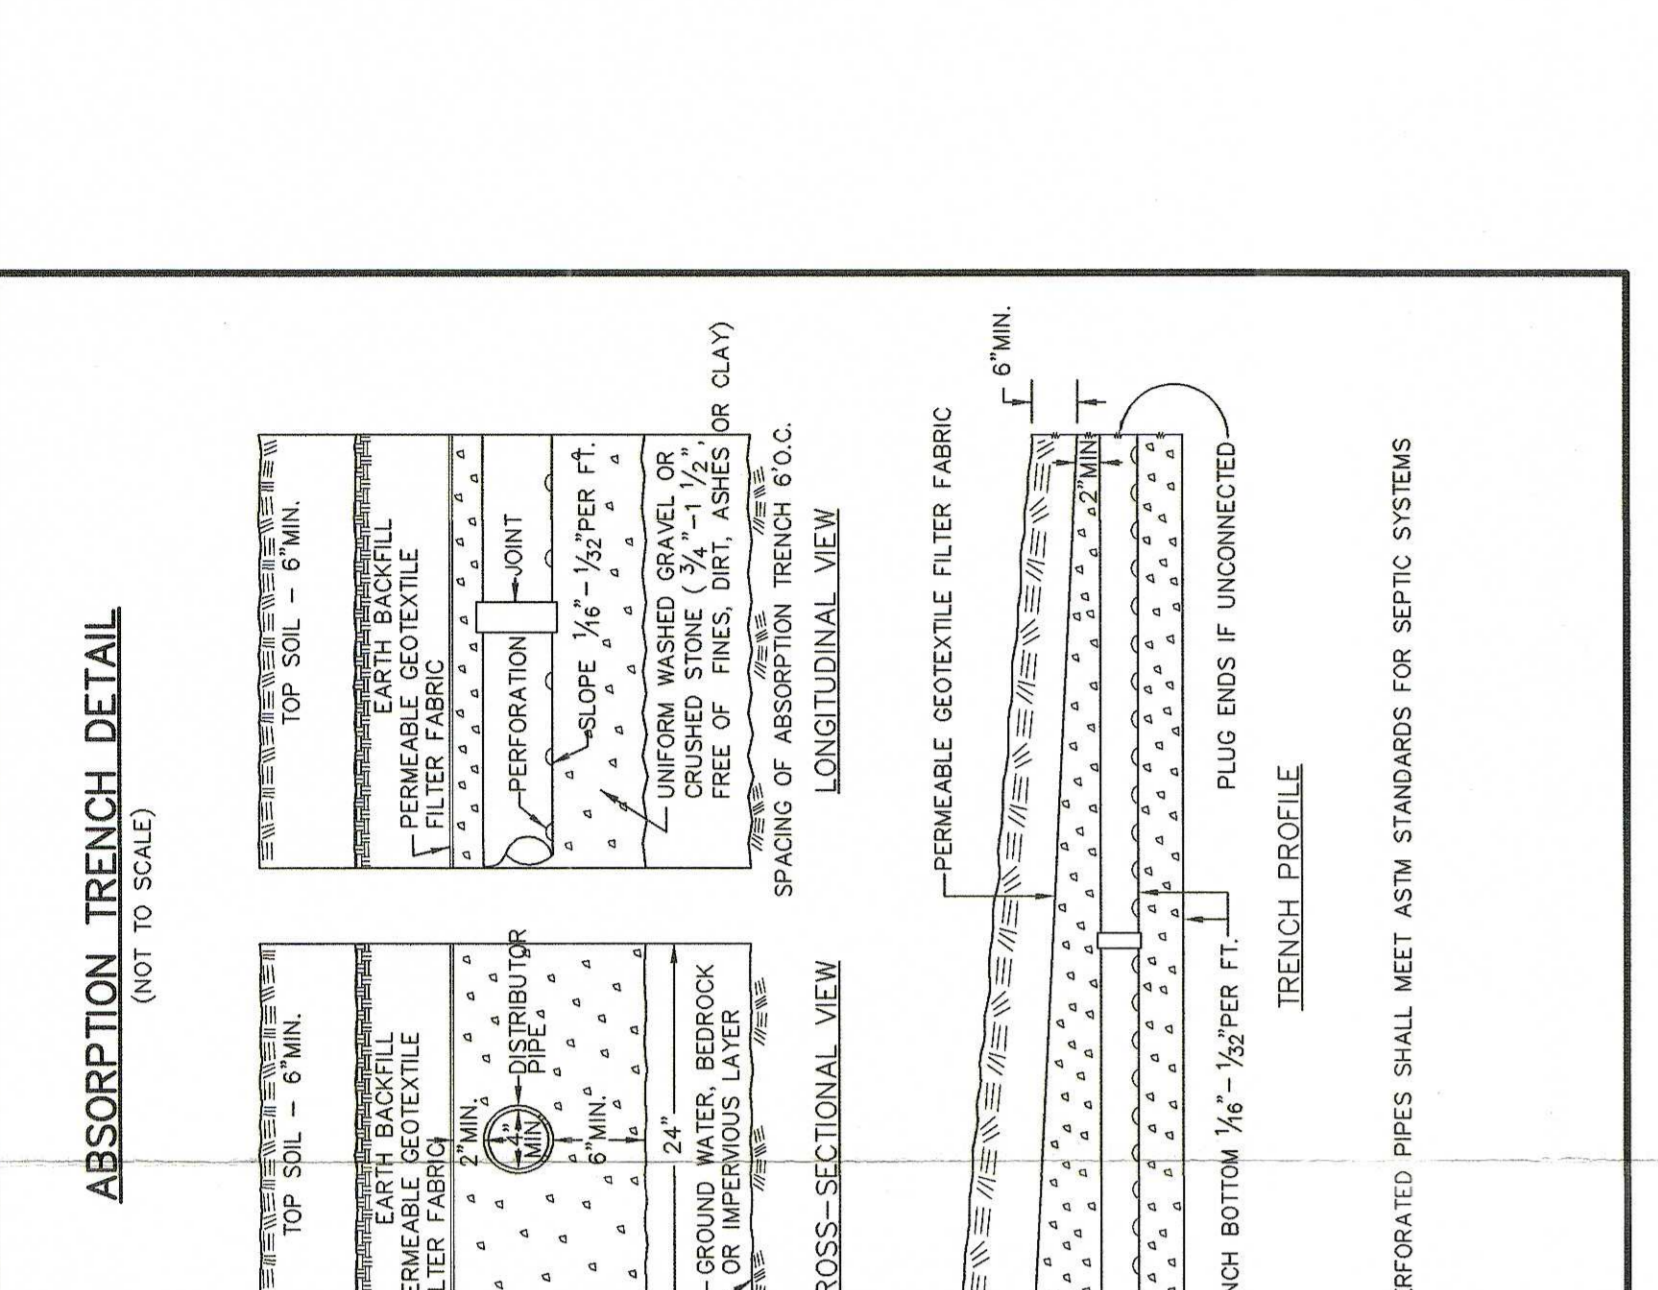 ABSORPTION TRENCH DETAIL
(NOT TO SCALE)
TOP SOIL – 6"MIN.
EARTH BACKFILL
ERMEABLE GEOTEXTILE
LTER FABRIC
2"MIN.
4"
MIN.
DISTRIBUTOR
PIPE
6"MIN.
24"
GROUND WATER, BEDROCK
OR IMPERVIOUS LAYER
ROSS–SECTIONAL VIEW
TOP SOIL – 6"MIN.
EARTH BACKFILL
PERMEABLE GEOTEXTILE
FILTER FABRIC
PERFORATION
JOINT
SLOPE 1/16"–1/32"PER FT.
UNIFORM WASHED GRAVEL OR
CRUSHED STONE (3/4"–1 1/2",
FREE OF FINES, DIRT, ASHES OR CLAY)
SPACING OF ABSORPTION TRENCH 6'O.C.
LONGITUDINAL VIEW
PERMEABLE GEOTEXTILE FILTER FABRIC
6"MIN.
2"MIN
NCH BOTTOM 1/16"–1/32"PER FT.
PLUG ENDS IF UNCONNECTED
TRENCH PROFILE
ERFORATED PIPES SHALL MEET ASTM STANDARDS FOR SEPTIC SYSTEMS